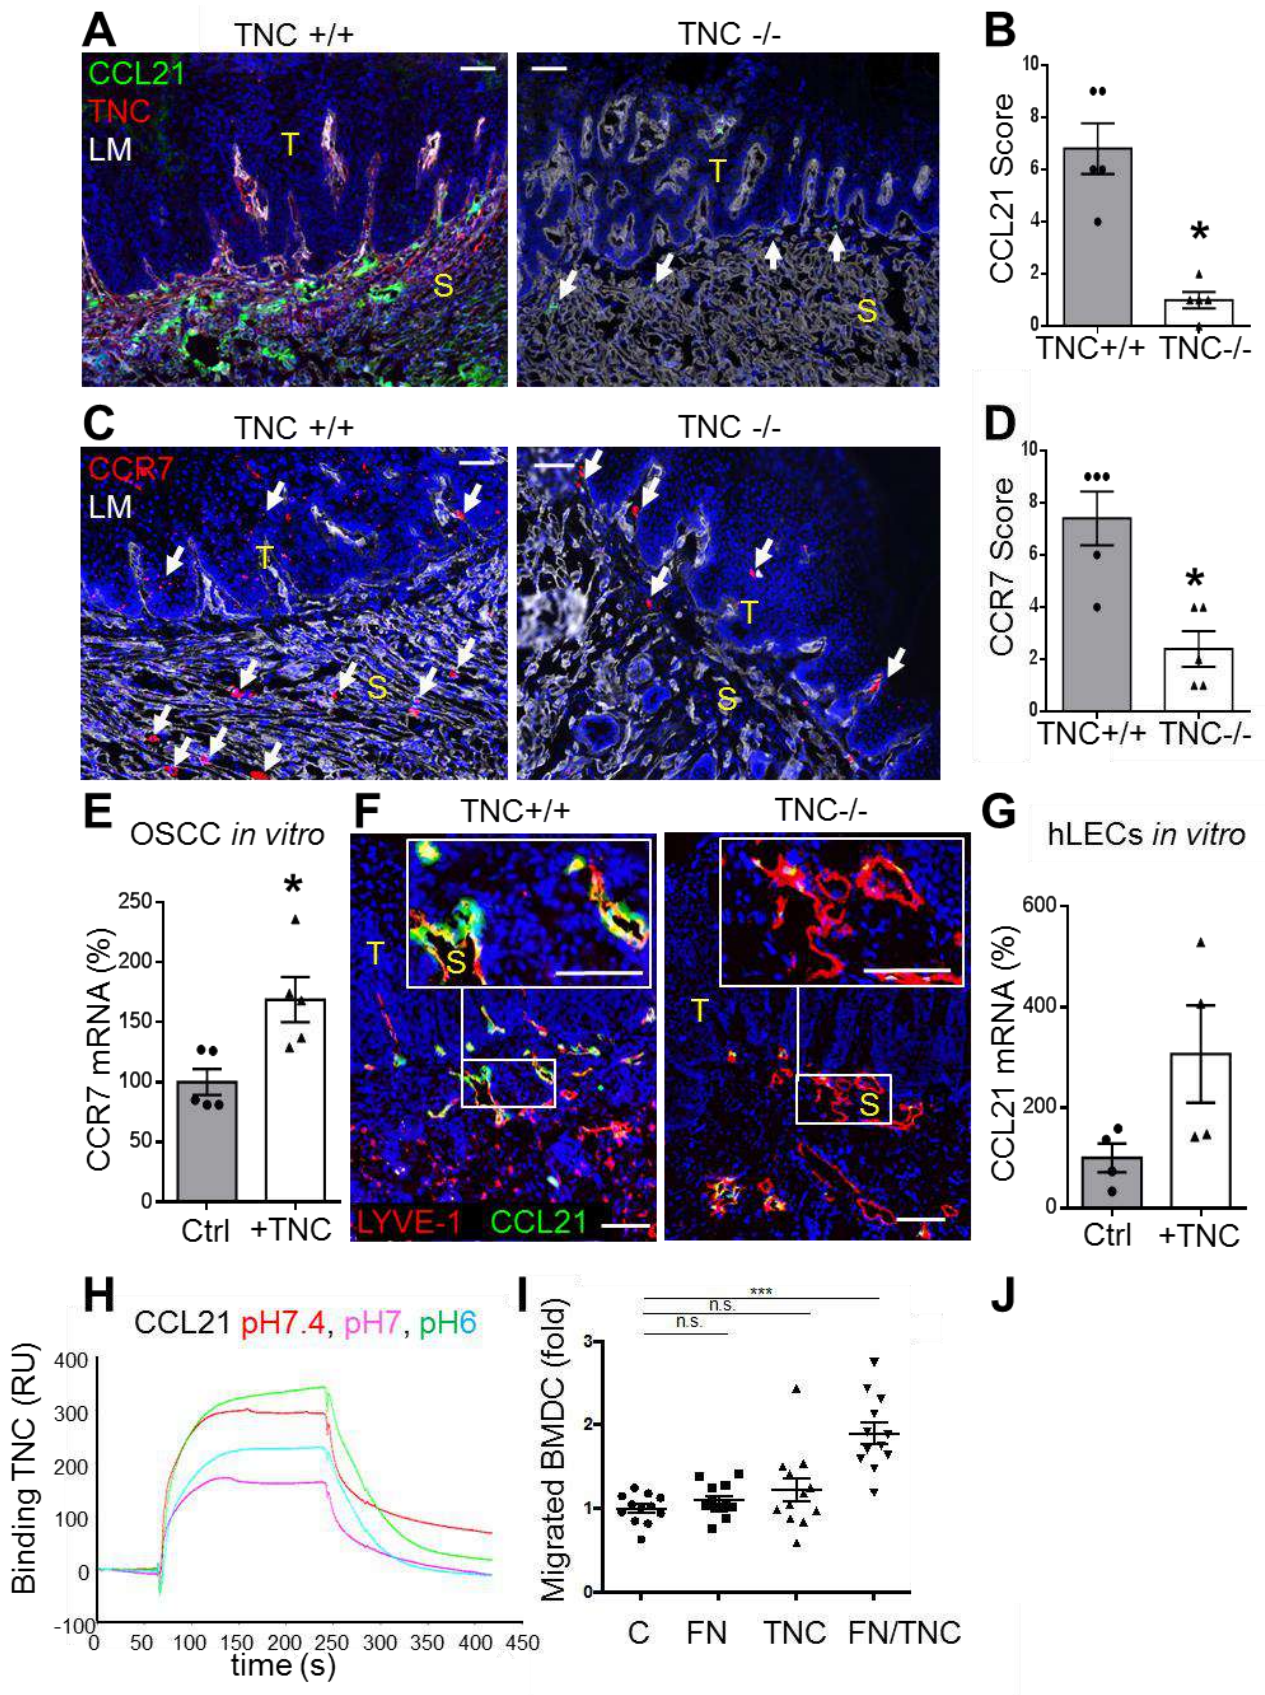 A
TNC +/+
TNC -/-
CCL21
TNC
LM
T
S
T
S
B
CCL21 Score
10
8
6
4
2
0
*
TNC+/+ TNC-/-
C
TNC +/+
TNC -/-
CCR7
LM
T
S
T
S
D
CCR7 Score
10
8
6
4
2
0
*
TNC+/+ TNC-/-
E
OSCC in vitro
CCR7 mRNA (%)
250
200
150
100
50
0
*
Ctrl +TNC
F
TNC+/+
TNC-/-
T
S
LYVE-1 CCL21
T
S
G
hLECs in vitro
CCL21 mRNA (%)
600
400
200
0
Ctrl +TNC
H
CCL21 pH7.4, pH7, pH6
Binding TNC (RU)
400
300
200
100
0
-100
0 50 100 150 200 250 300 350 400 450
time (s)
I
Migrated BMDC (fold)
***
n.s.
n.s.
3
2
1
0
C FN TNC FN/TNC
J